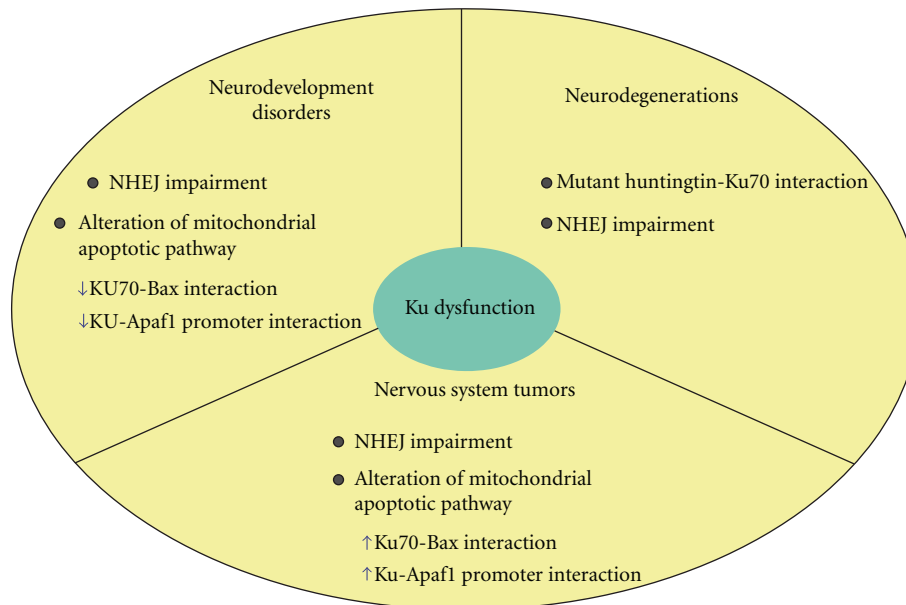 Neurodevelopment
disorders
● NHEJ impairment
● Alteration of mitochondrial
apoptotic pathway
↓KU70-Bax interaction
↓KU-Apaf1 promoter interaction
Neurodegenerations
● Mutant huntingtin-Ku70 interaction
● NHEJ impairment
Ku dysfunction
Nervous system tumors
● NHEJ impairment
● Alteration of mitochondrial
apoptotic pathway
↑Ku70-Bax interaction
↑Ku-Apaf1 promoter interaction